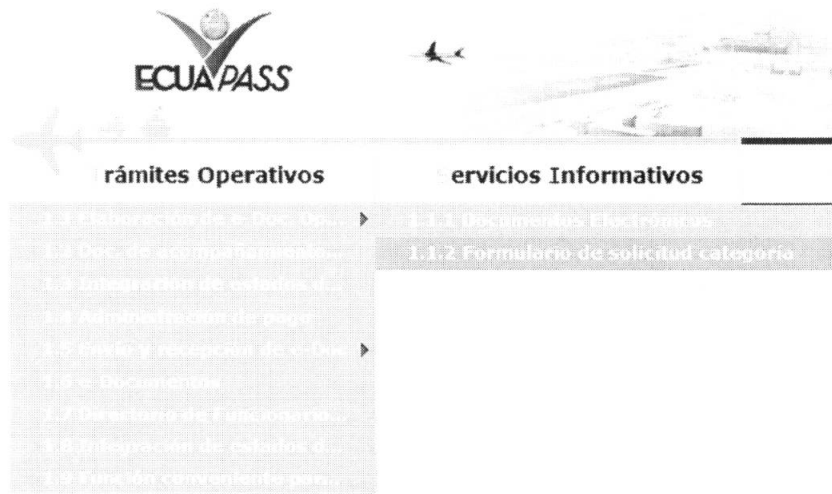 ECUAPASS
Trámites Operativos
Servicios Informativos
1.1 Elaboración de e-Doc. Op...
1.1.1 Documentos Electrónicos
1.2 Doc. de acompañamiento...
1.1.2 Formulario de solicitud categoría
1.3 Integración de estados d...
1.4 Administración de pago
1.5 Envío y recepción de e-Doc
1.6 e-Documentos
1.7 Directorio de Funcionario...
1.8 Integración de estados d...
1.9 Función conveniente par...